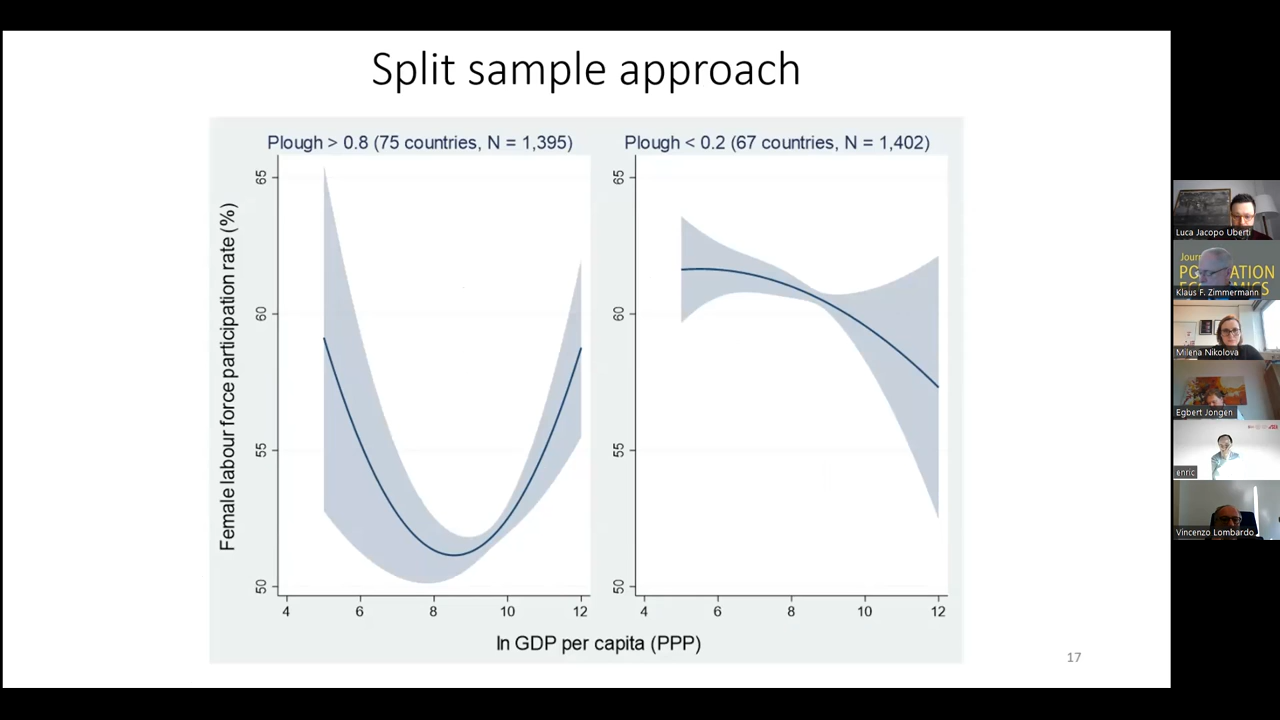 Split sample approach
Plough > 0.8 (75 countries, N = 1,395)
Plough < 0.2 (67 countries, N = 1,402)
Female labour force participation rate (%)
65
60
55
50
4 6 8 10 12
65
60
55
50
4 6 8 10 12
ln GDP per capita (PPP)
17
Luca Jacopo Uberti
Klaus F. Zimmermann
Milena Nikolova
Egbert Jongen
enric
Vincenzo Lombardo